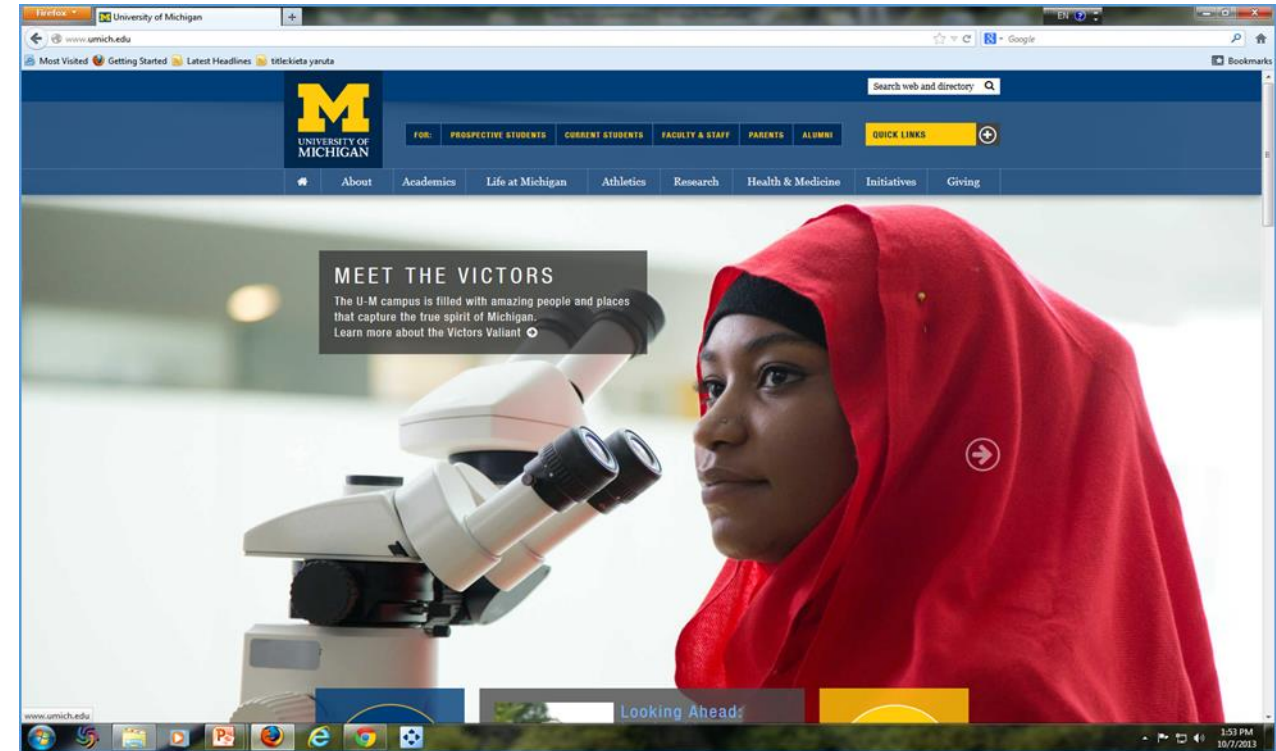 Firefox
University of Michigan
EN
www.umich.edu
Google
Most Visited Getting Started Latest Headlines title:kieta yaruta
Bookmarks
Search web and directory
M
UNIVERSITY OF
MICHIGAN
FOR: PROSPECTIVE STUDENTS CURRENT STUDENTS FACULTY & STAFF PARENTS ALUMNI
QUICK LINKS
About Academics Life at Michigan Athletics Research Health & Medicine Initiatives Giving
MEET THE VICTORS
The U-M campus is filled with amazing people and places
that capture the true spirit of Michigan.
Learn more about the Victors Valiant
Looking Ahead:
www.umich.edu
1:53 PM
10/7/2013